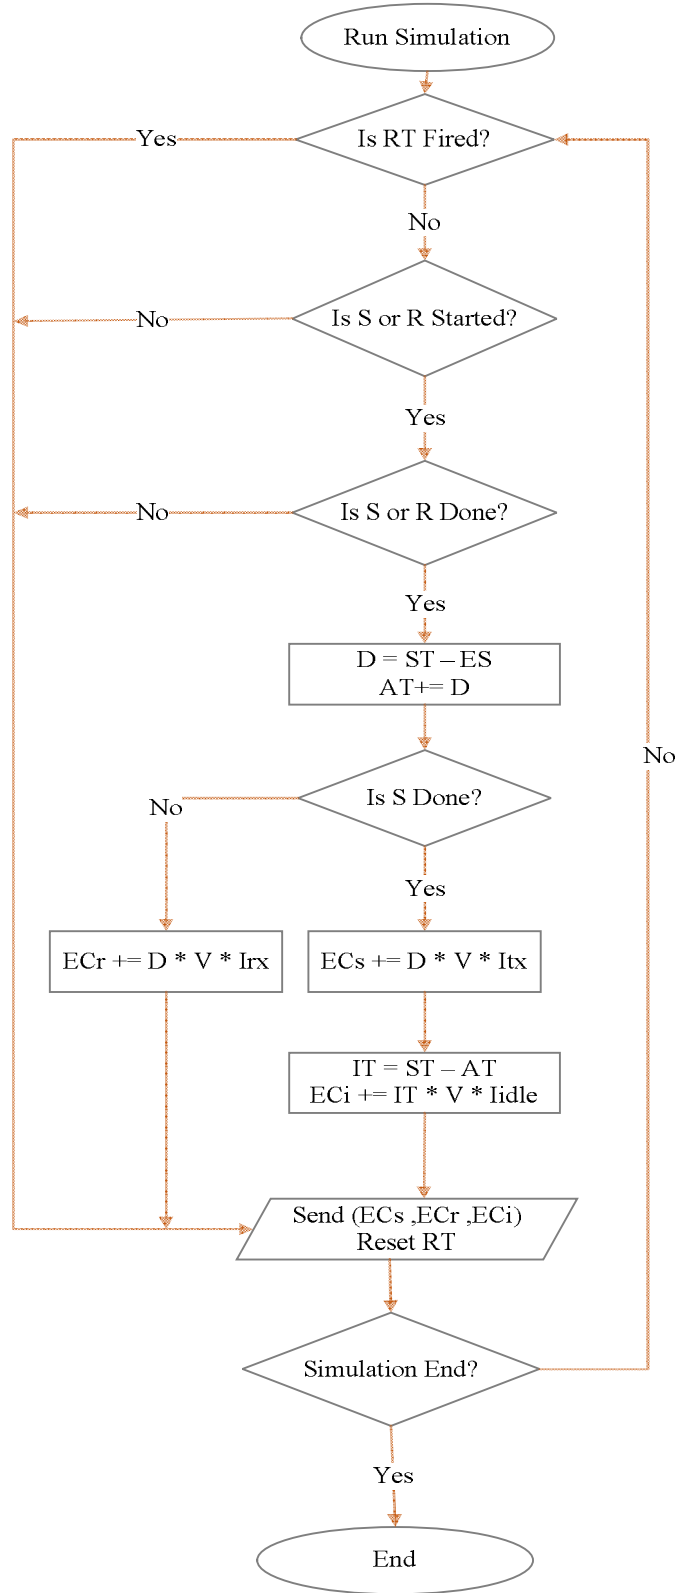 Run Simulation
Yes
Is RT Fired?
No
No
Is S or R Started?
Yes
No
Is S or R Done?
Yes
D = ST – ES
AT+= D
No
Is S Done?
No
Yes
ECr += D * V * Irx
ECs += D * V * Itx
IT = ST – AT
ECi += IT * V * Iidle
Send (ECs ,ECr ,ECi)
Reset RT
Simulation End?
Yes
End